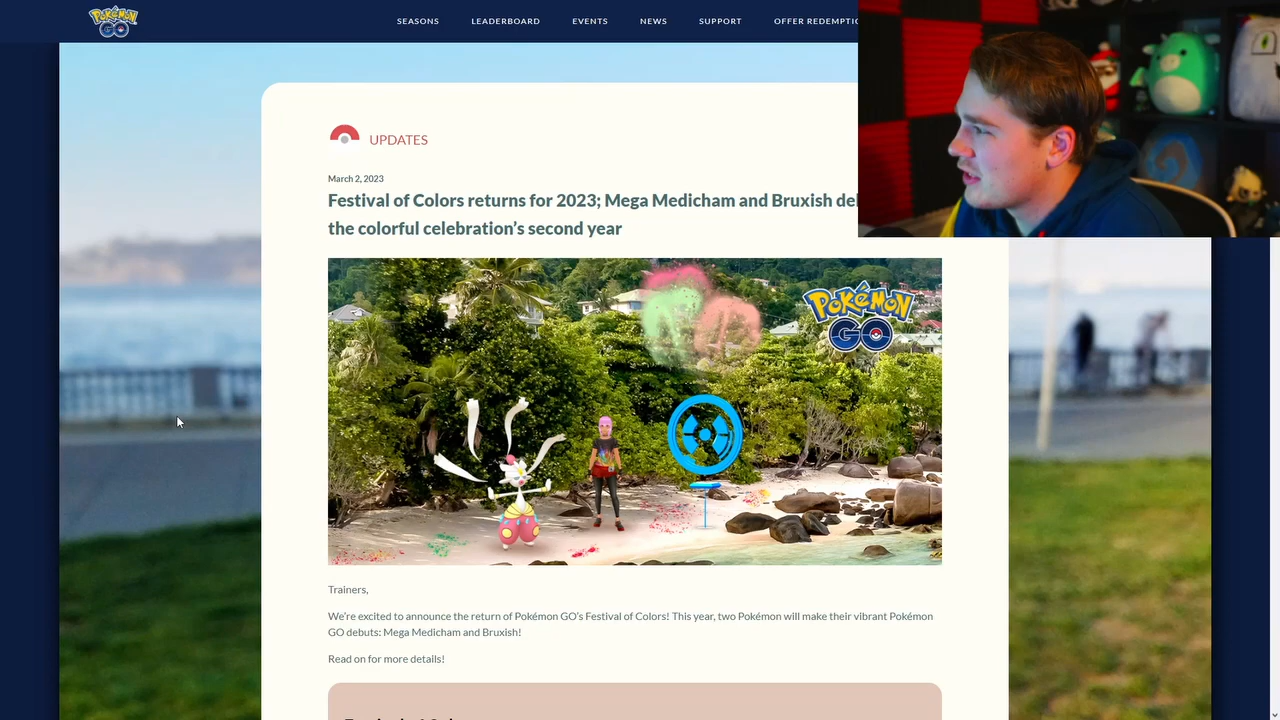 POKÉMON
GO
SEASONS
LEADERBOARD
EVENTS
NEWS
SUPPORT
OFFER
UPDATES
March 2, 2023
Festival of Colors returns for 2023; Mega Medicham and Bruxish
the colorful celebration’s second year
POKÉMON
GO
Trainers,
We’re excited to announce the return of Pokémon GO’s Festival of Colors! This year, two Pokémon will make their vibrant Pokémon
GO debuts: Mega Medicham and Bruxish!
Read on for more details!